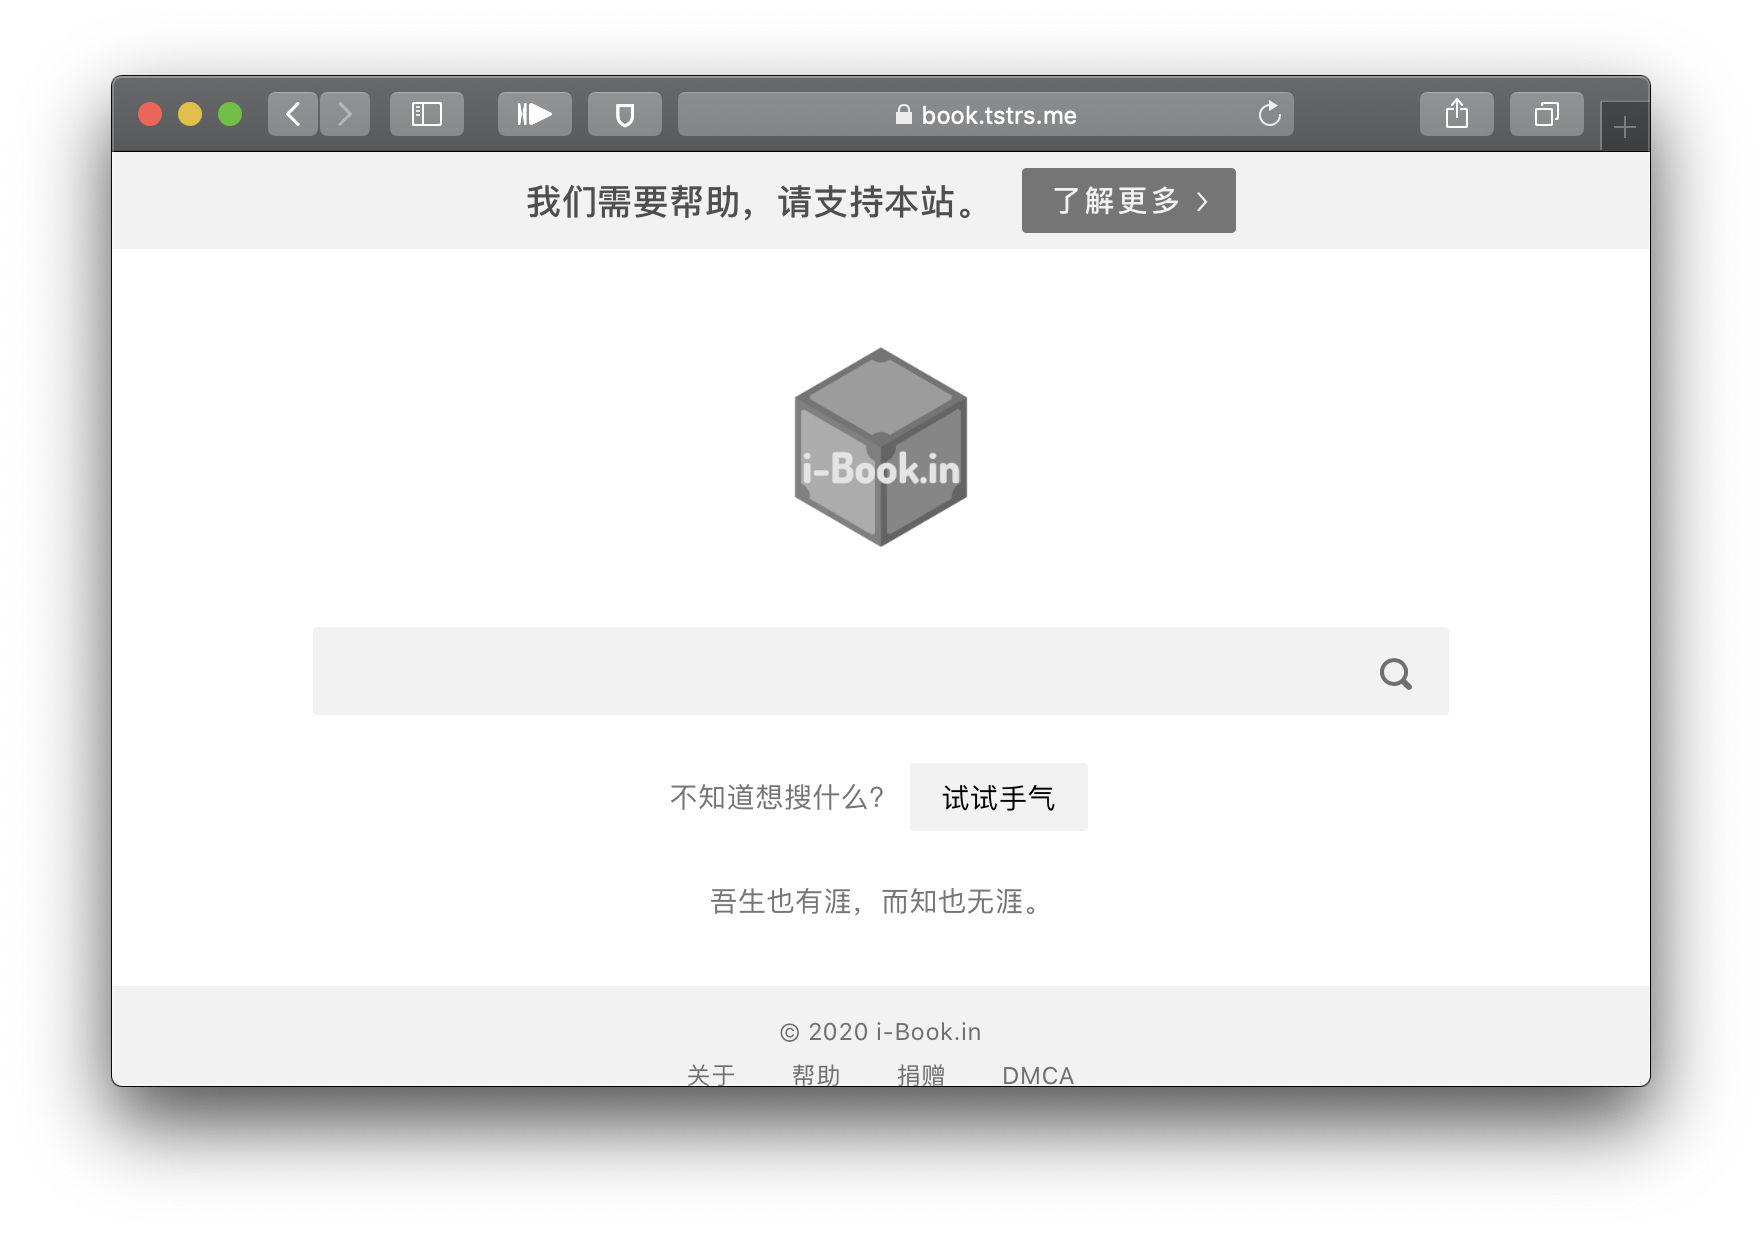 book.tstrs.me
我们需要帮助，请支持本站。 了解更多 >
i-Book.in
不知道想搜什么？ 试试手气
吾生也有涯，而知也无涯。
© 2020 i-Book.in
关于 帮助 捐赠 DMCA